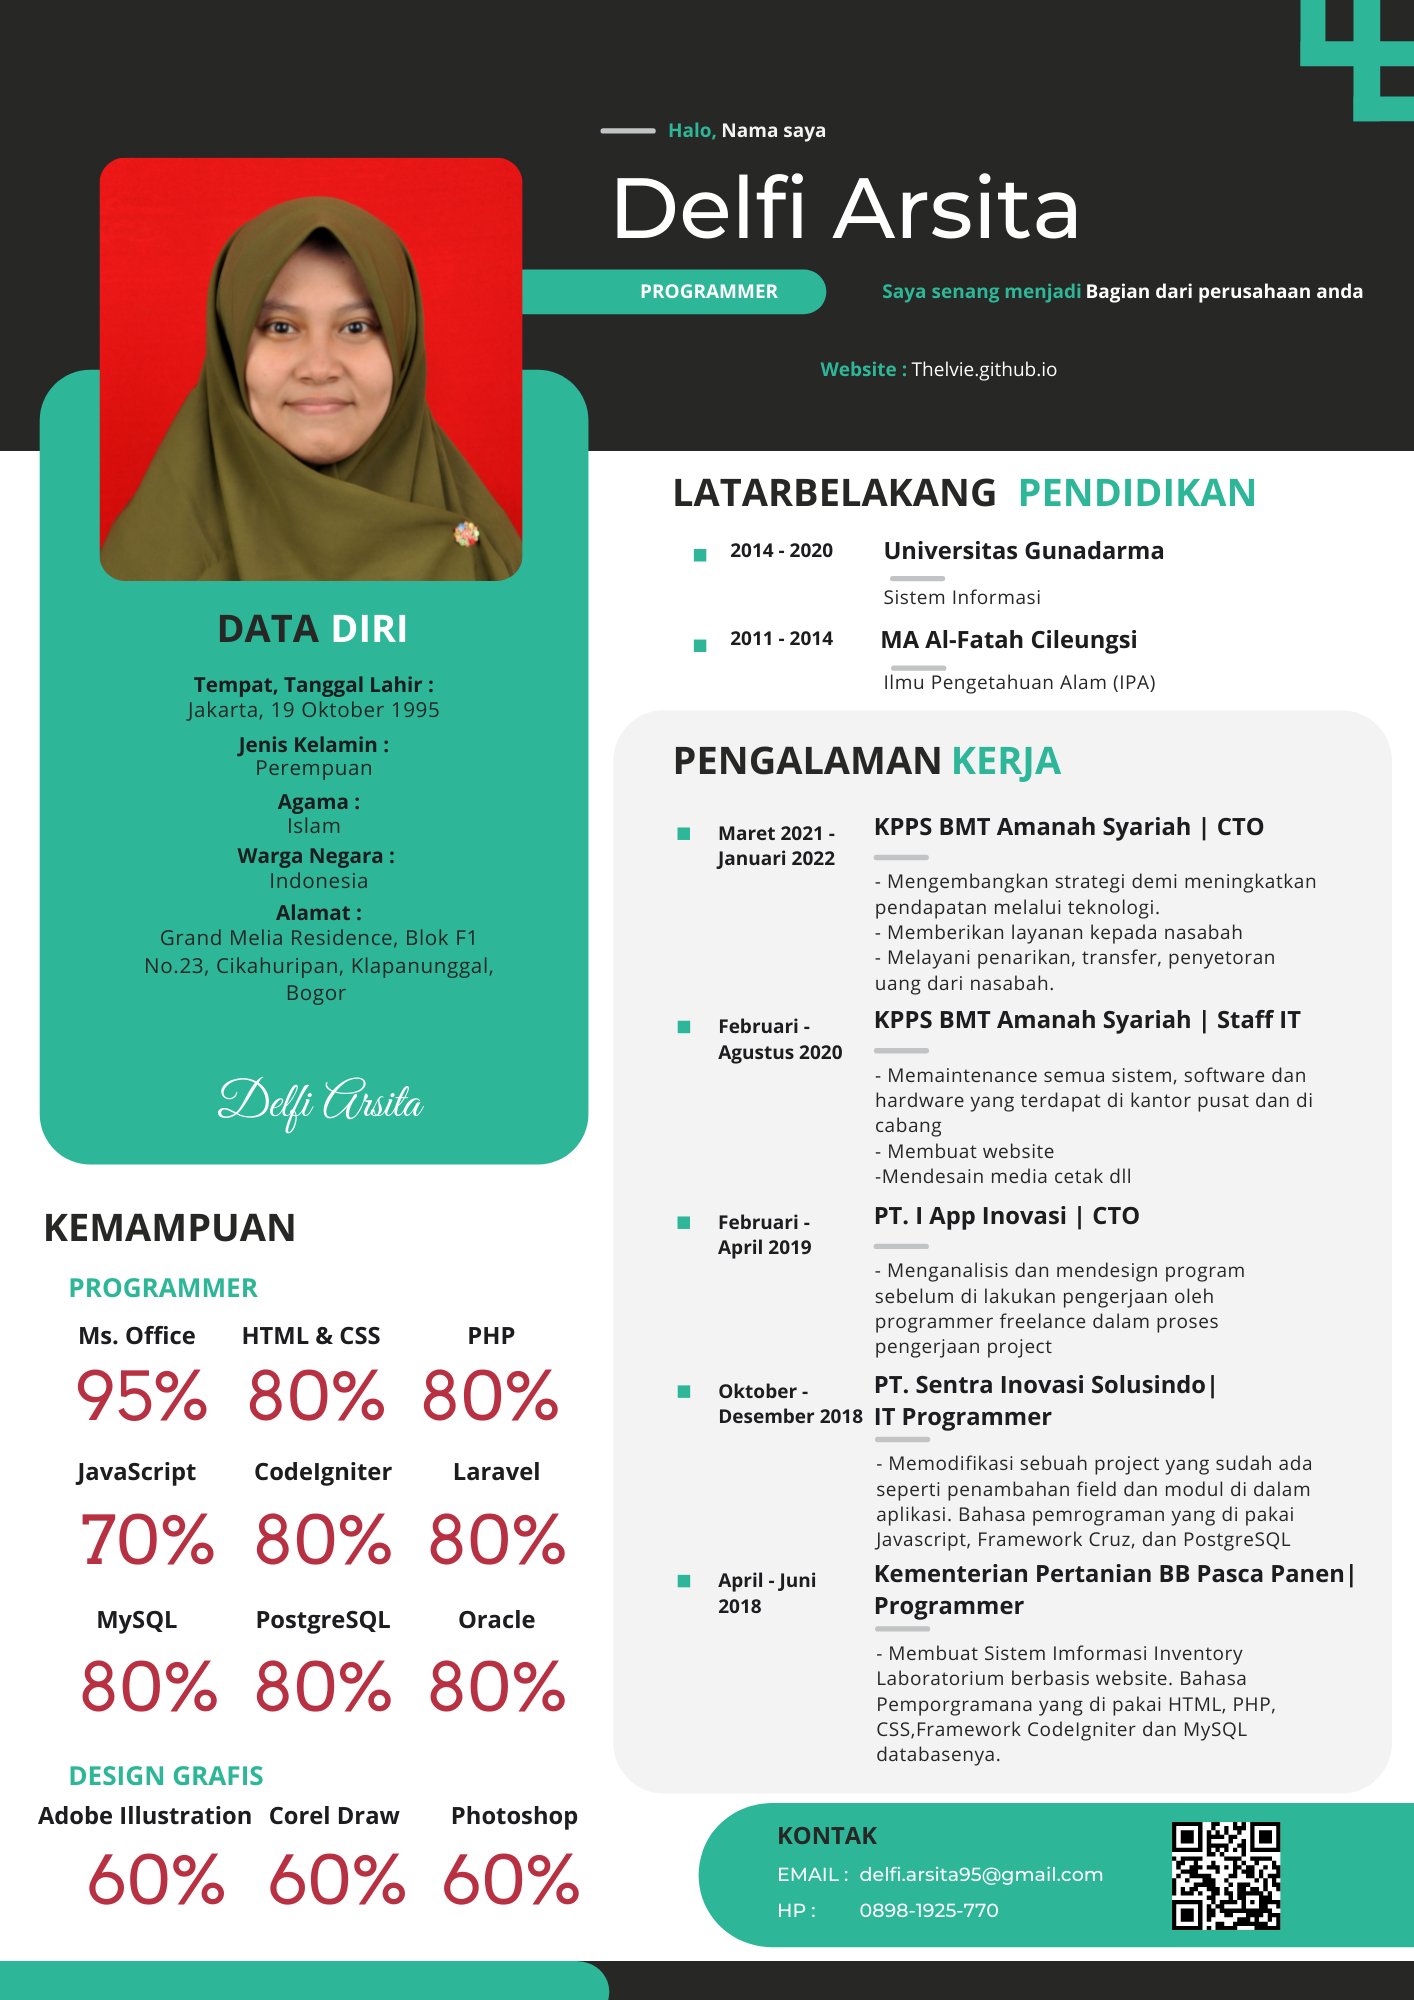 Halo, Nama saya
Delfi Arsita
PROGRAMMER
Saya senang menjadi Bagian dari perusahaan anda
Website : Thelvie.github.io
DATA DIRI
Tempat, Tanggal Lahir :
Jakarta, 19 Oktober 1995
Jenis Kelamin :
Perempuan
Agama :
Islam
Warga Negara :
Indonesia
Alamat :
Grand Melia Residence, Blok F1
No.23, Cikahuripan, Klapanunggal,
Bogor
Delfi Arsita
KEMAMPUAN
PROGRAMMER
Ms. Office HTML & CSS PHP
95% 80% 80%
JavaScript CodeIgniter Laravel
70% 80% 80%
MySQL PostgreSQL Oracle
80% 80% 80%
DESIGN GRAFIS
Adobe Illustration Corel Draw Photoshop
60% 60% 60%
LATARBELAKANG PENDIDIKAN
2014 - 2020 Universitas Gunadarma
Sistem Informasi
2011 - 2014 MA Al-Fatah Cileungsi
Ilmu Pengetahuan Alam (IPA)
PENGALAMAN KERJA
Maret 2021 -
Januari 2022
KPPS BMT Amanah Syariah | CTO
- Mengembangkan strategi demi meningkatkan
pendapatan melalui teknologi.
- Memberikan layanan kepada nasabah
- Melayani penarikan, transfer, penyetoran
uang dari nasabah.
Februari -
Agustus 2020
KPPS BMT Amanah Syariah | Staff IT
- Memaintenance semua sistem, software dan
hardware yang terdapat di kantor pusat dan di
cabang
- Membuat website
-Mendesain media cetak dll
Februari -
April 2019
PT. I App Inovasi | CTO
- Menganalisis dan mendesign program
sebelum di lakukan pengerjaan oleh
programmer freelance dalam proses
pengerjaan project
Oktober -
Desember 2018
PT. Sentra Inovasi Solusindo|
IT Programmer
- Memodifikasi sebuah project yang sudah ada
seperti penambahan field dan modul di dalam
aplikasi. Bahasa pemrograman yang di pakai
Javascript, Framework Cruz, dan PostgreSQL
April - Juni
2018
Kementerian Pertanian BB Pasca Panen|
Programmer
- Membuat Sistem Imformasi Inventory
Laboratorium berbasis website. Bahasa
Pemporgramana yang di pakai HTML, PHP,
CSS,Framework CodeIgniter dan MySQL
databasenya.
KONTAK
EMAIL : delfi.arsita95@gmail.com
HP : 0898-1925-770